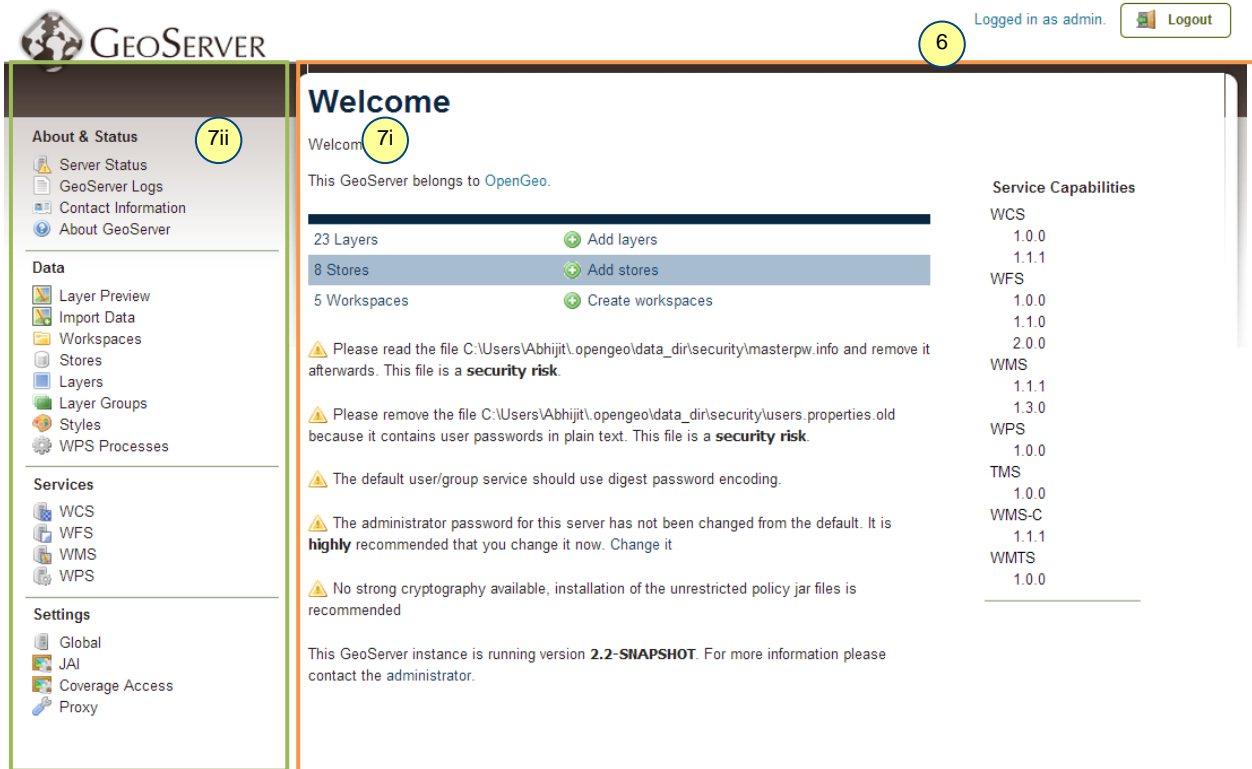 GEOSERVER
Logged in as admin.
Logout
6
About & Status
7ii
Server Status
GeoServer Logs
Contact Information
About GeoServer
Data
Layer Preview
Import Data
Workspaces
Stores
Layers
Layer Groups
Styles
WPS Processes
Services
WCS
WFS
WMS
WPS
Settings
Global
JAI
Coverage Access
Proxy
Welcome
Welcom
7i
This GeoServer belongs to OpenGeo.
23 Layers Add layers
8 Stores Add stores
5 Workspaces Create workspaces
Please read the file C:\Users\Abhijit\.opengeo\data_dir\security\masterpw.info and remove it
afterwards. This file is a security risk.
Please remove the file C:\Users\Abhijit\.opengeo\data_dir\security\users.properties.old
because it contains user passwords in plain text. This file is a security risk.
The default user/group service should use digest password encoding.
The administrator password for this server has not been changed from the default. It is
highly recommended that you change it now. Change it
No strong cryptography available, installation of the unrestricted policy jar files is
recommended
This GeoServer instance is running version 2.2-SNAPSHOT. For more information please
contact the administrator.
Service Capabilities
WCS
1.0.0
1.1.1
WFS
1.0.0
1.1.0
2.0.0
WMS
1.1.1
1.3.0
WPS
1.0.0
TMS
1.0.0
WMS-C
1.1.1
WMTS
1.0.0